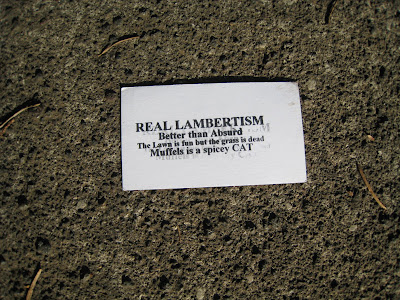 REAL LAMBERTISM
Better than Absurd
The Lawn is fun but the grass is dead
Muffels is a spicey CAT